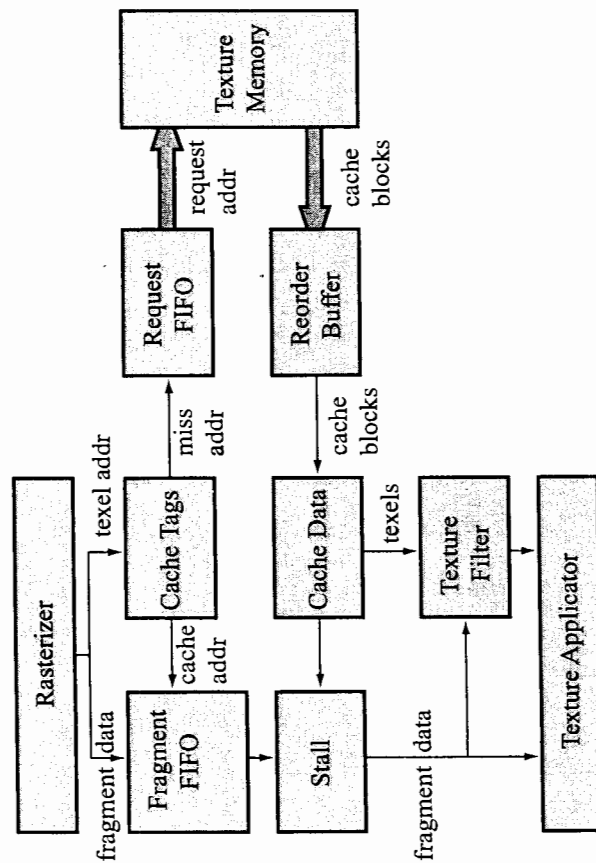 Rasterizer
fragment data
texel addr
Fragment
FIFO
cache
addr
Cache Tags
miss
addr
Request
FIFO
request
addr
Texture
Memory
Stall
Cache Data
cache
blocks
Reorder
Buffer
cache
blocks
fragment data
texels
Texture
Filter
Texture Applicator